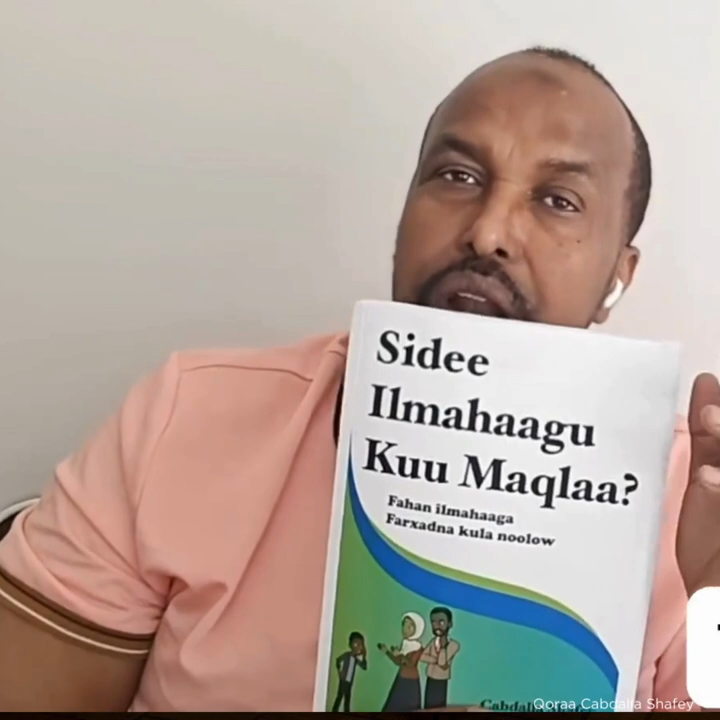 Sidee
Ilmahaagu
Kuu Maqlaa?
Fahan ilmahaaga
Farxadna kula noolow
Qoraa Cabdalla Shafey